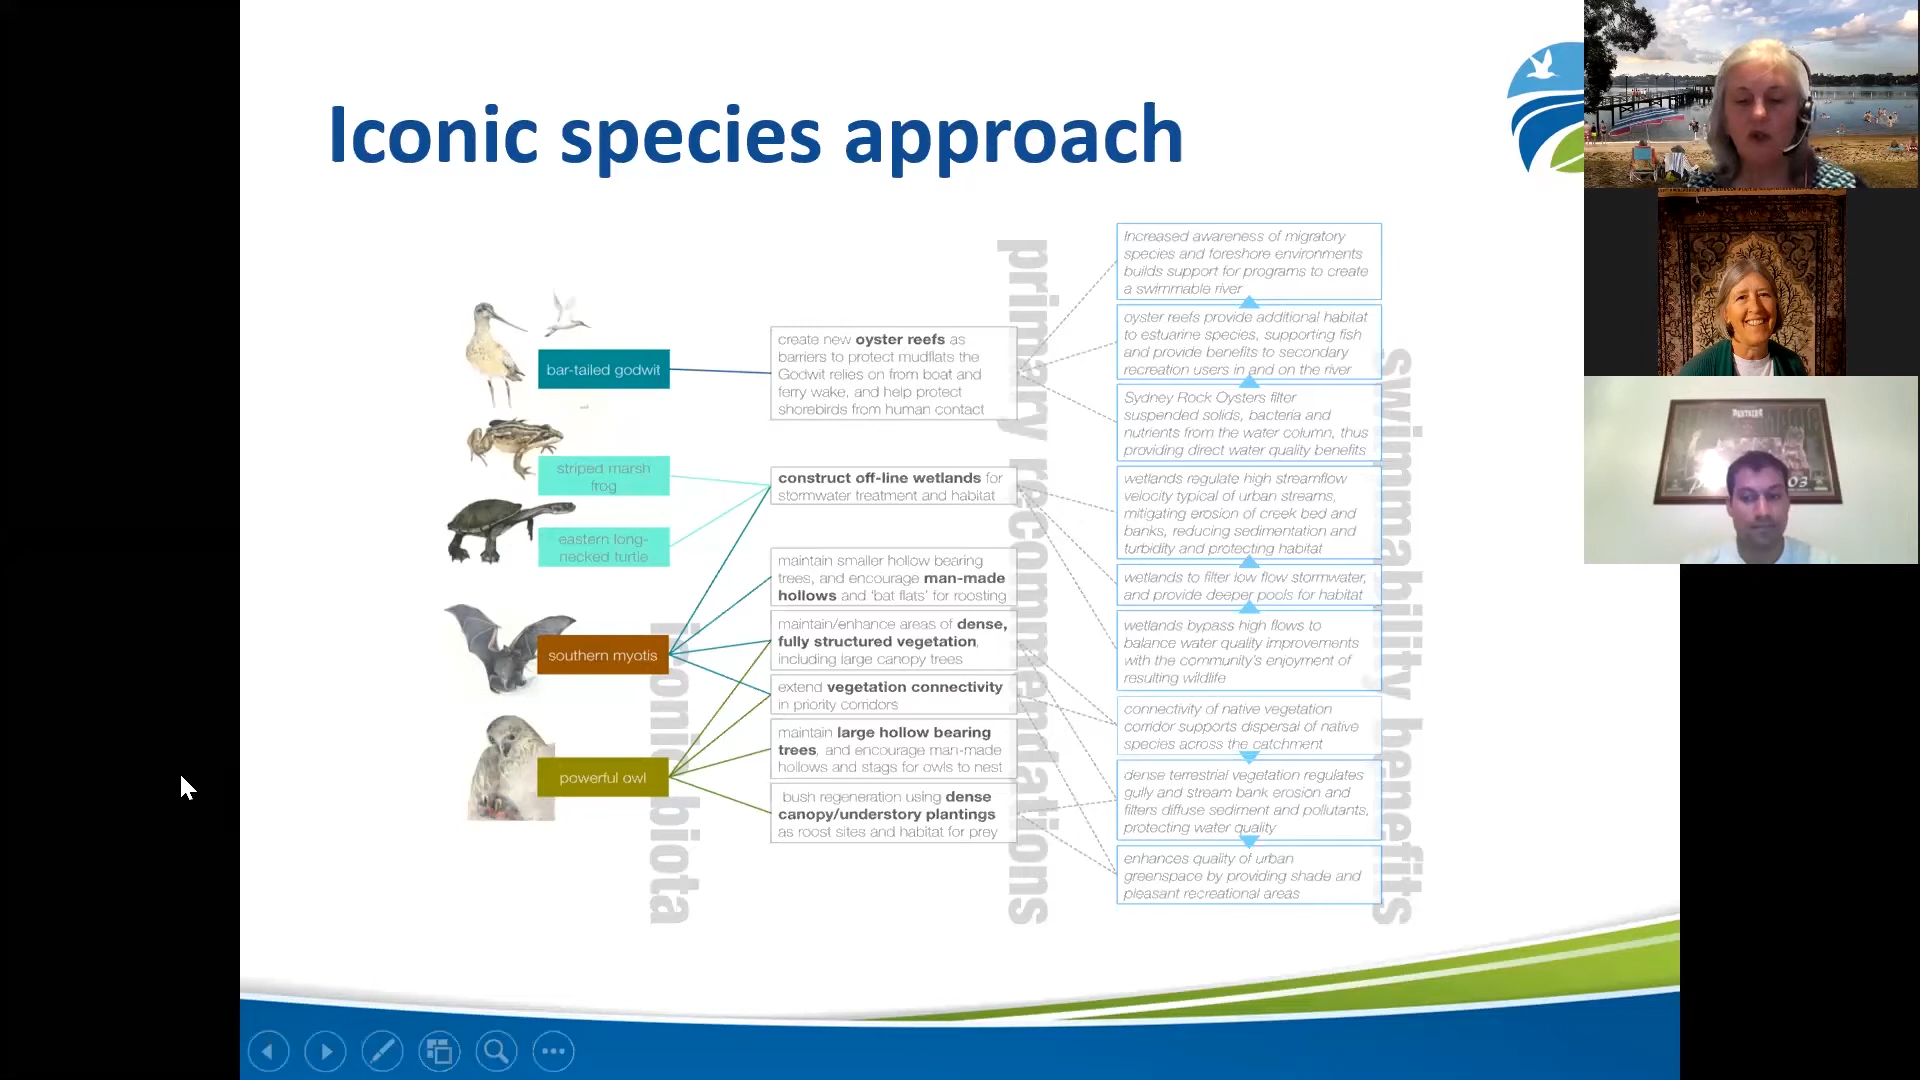 Iconic species approach
bar-tailed godwit
striped marsh
frog
eastern long-
necked turtle
southern myotis
powerful owl
iconic biota
create new oyster reefs as
barriers to protect mudflats the
Godwit relies on from boat and
ferry wake, and help protect
shorebirds from human contact
construct off-line wetlands for
stormwater treatment and habitat
maintain smaller hollow bearing
trees, and encourage man-made
hollows and ‘bat flats’ for roosting
maintain/enhance areas of dense,
fully structured vegetation,
including large canopy trees
extend vegetation connectivity
in priority corridors
maintain large hollow bearing
trees, and encourage man-made
hollows and stags for owls to nest
bush regeneration using dense
canopy/understory plantings
as roost sites and habitat for prey
primary recommendations
Increased awareness of migratory
species and foreshore environments
builds support for programs to create
a swimmable river
oyster reefs provide additional habitat
to estuarine species, supporting fish
and provide benefits to secondary
recreation users in and on the river
Sydney Rock Oysters filter
suspended solids, bacteria and
nutrients from the water column, thus
providing direct water quality benefits
wetlands regulate high streamflow
velocity typical of urban streams,
mitigating erosion of creek bed and
banks, reducing sedimentation and
turbidity and protecting habitat
wetlands to filter low flow stormwater,
and provide deeper pools for habitat
wetlands bypass high flows to
balance water quality improvements
with the community's enjoyment of
resulting wildlife
connectivity of native vegetation
corridor supports dispersal of native
species across the catchment
dense terrestrial vegetation regulates
gully and stream bank erosion and
filters diffuse sediment and pollutants,
protecting water quality
enhances quality of urban
greenspace by providing shade and
pleasant recreational areas
swimmability benefits
03